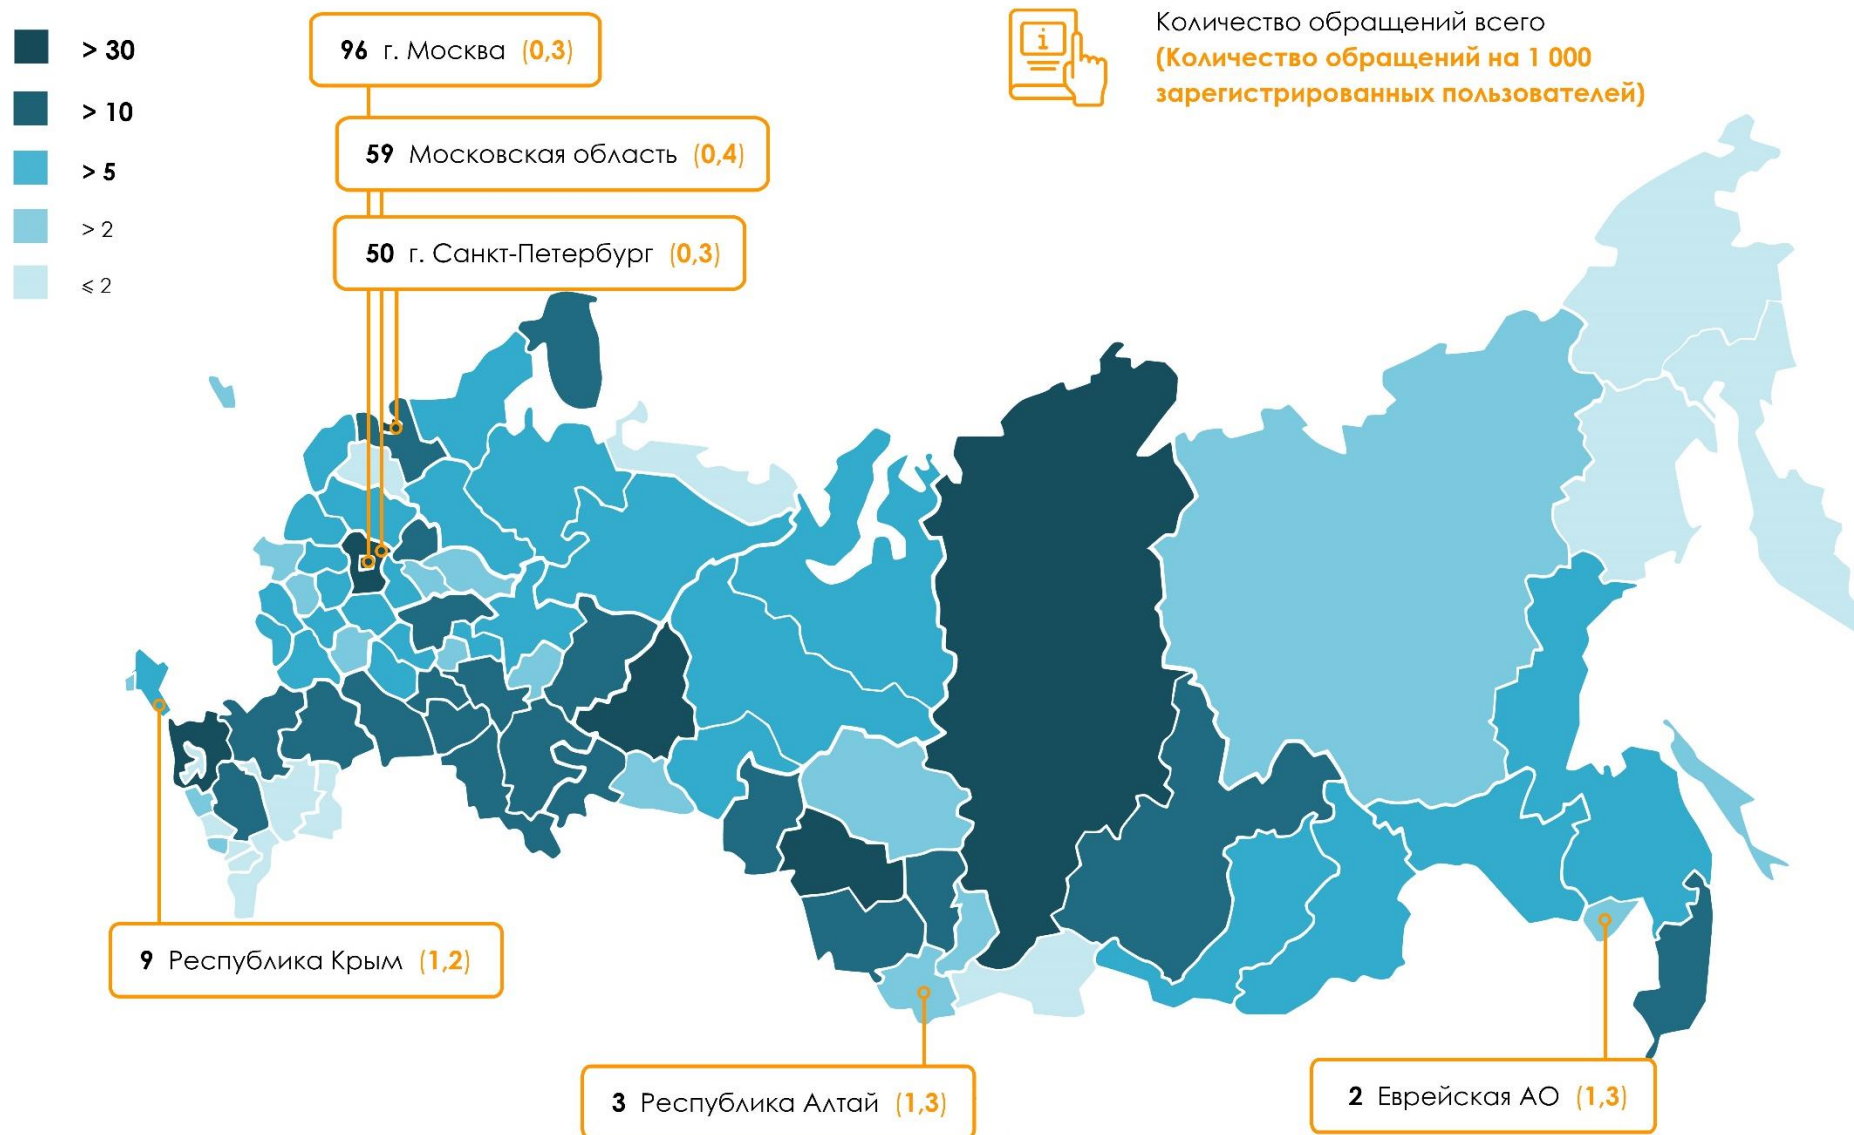 > 30
> 10
> 5
> 2
⩽ 2
96 г. Москва (0,3)
59 Московская область (0,4)
50 г. Санкт-Петербург (0,3)
i
Количество обращений всего
(Количество обращений на 1 000
зарегистрированных пользователей)
9 Республика Крым (1,2)
3 Республика Алтай (1,3)
2 Еврейская АО (1,3)